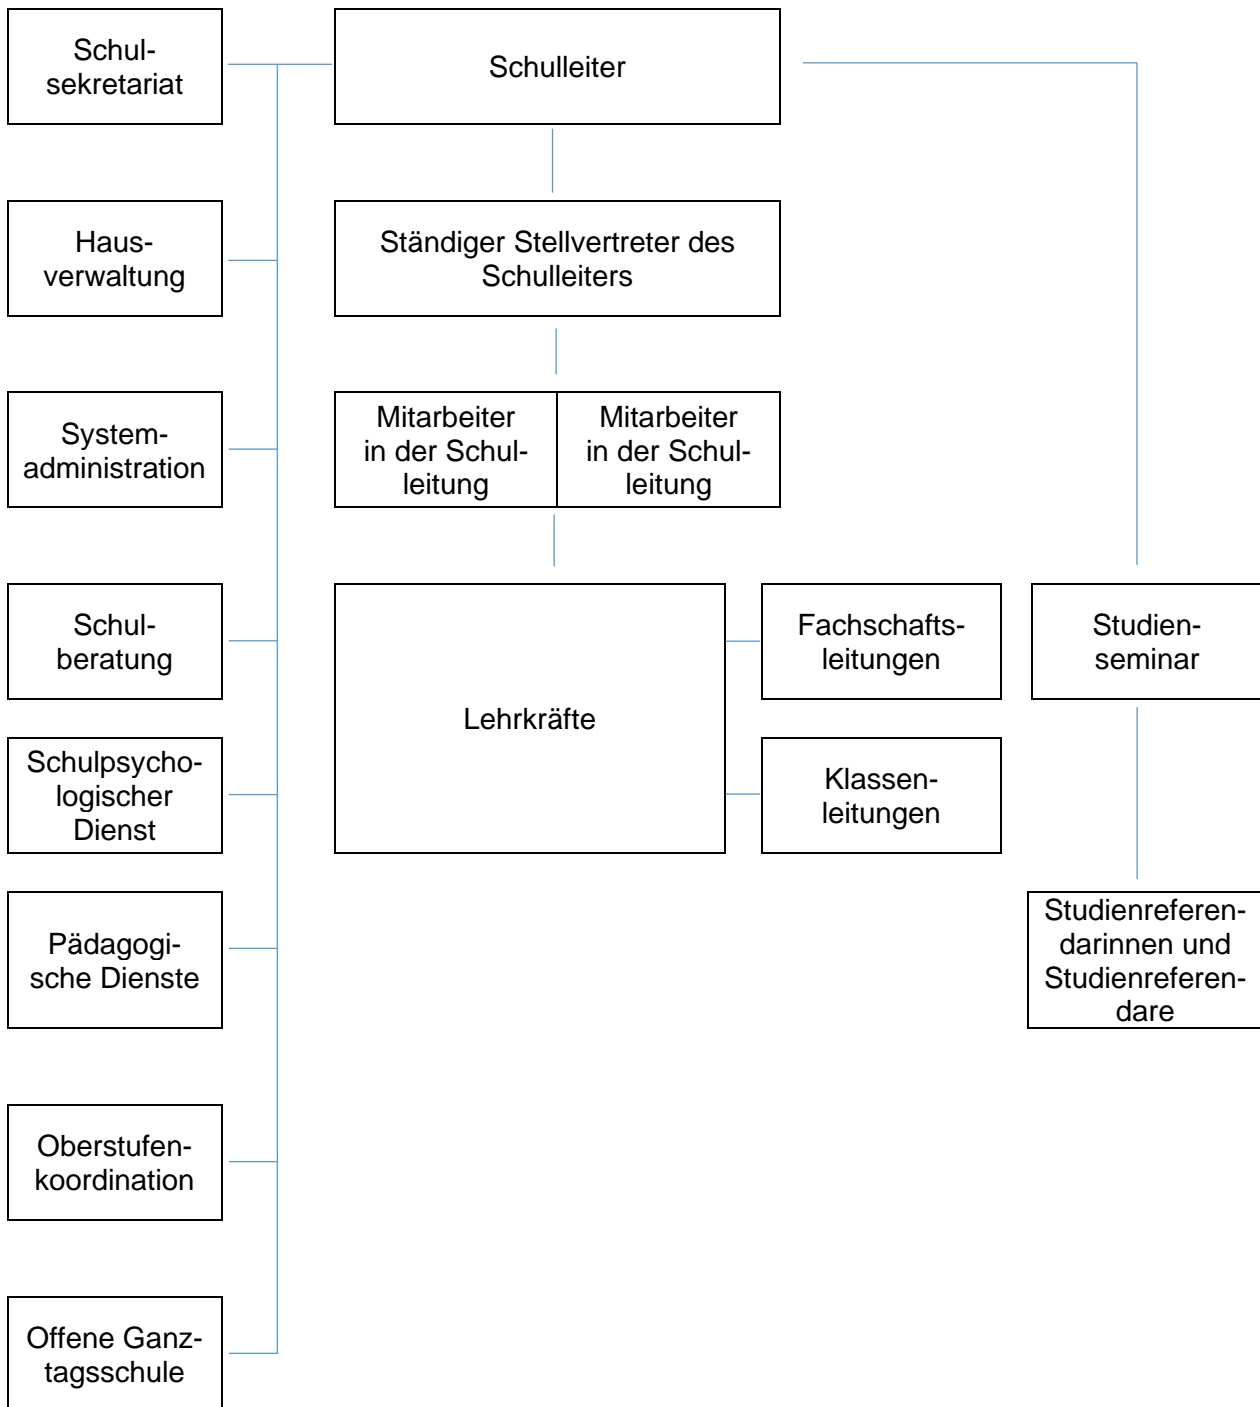 Schul-
sekretariat
Schulleiter
Haus-
verwaltung
Ständiger Stellvertreter des
Schulleiters
System-
administration
Mitarbeiter
in der Schul-
leitung
Mitarbeiter
in der Schul-
leitung
Schul-
beratung
Lehrkräfte
Fachschafts-
leitungen
Studien-
seminar
Schulpsycho-
logischer
Dienst
Klassen-
leitungen
Pädagogi-
sche Dienste
Studienreferen-
darinnen und
Studienreferen-
dare
Oberstufen-
koordination
Offene Ganz-
tagsschule